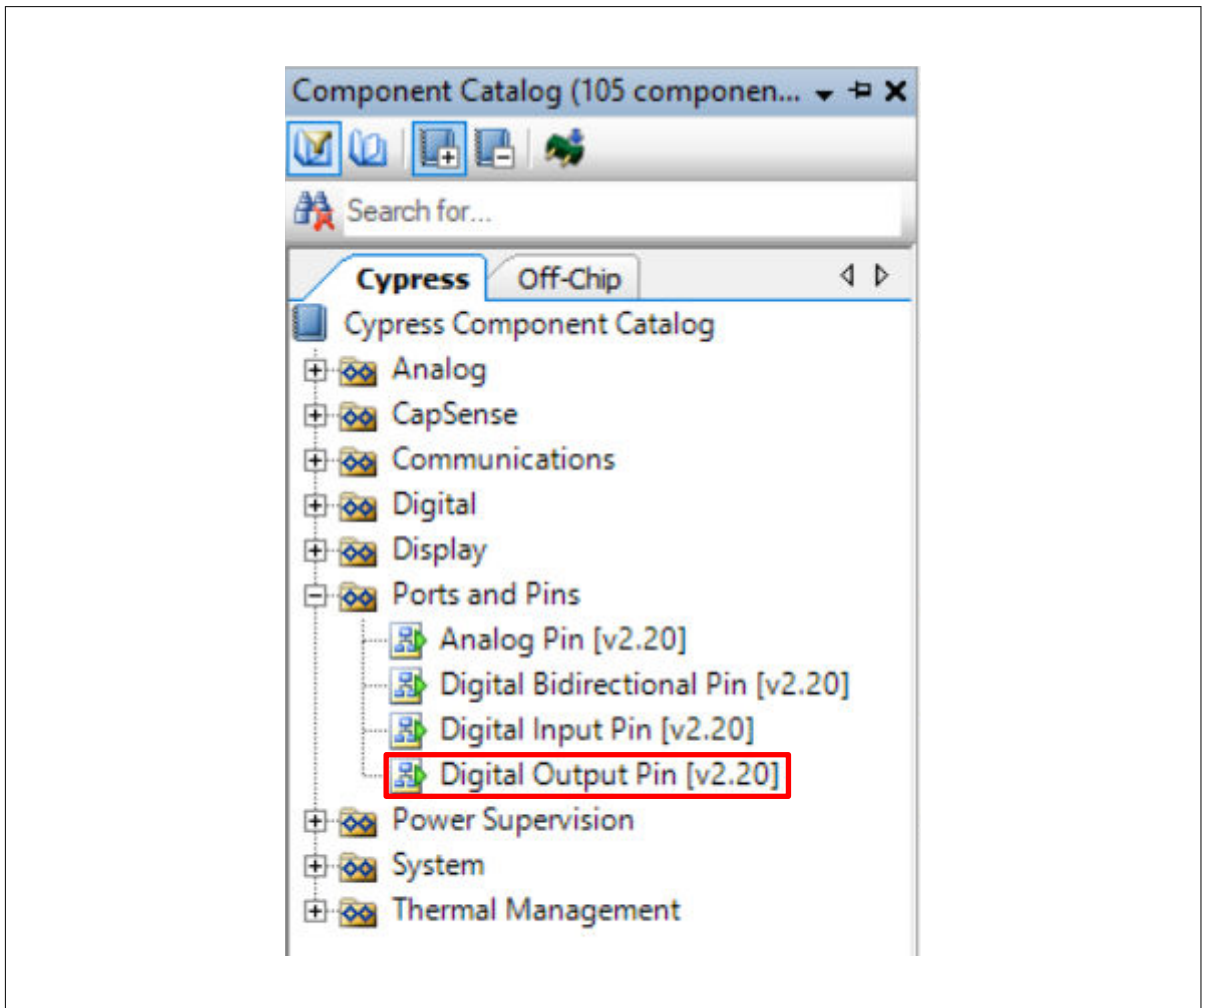 Component Catalog (105 componen...
Search for...
Cypress Off-Chip
Cypress Component Catalog
Analog
CapSense
Communications
Digital
Display
Ports and Pins
Analog Pin [v2.20]
Digital Bidirectional Pin [v2.20]
Digital Input Pin [v2.20]
Digital Output Pin [v2.20]
Power Supervision
System
Thermal Management